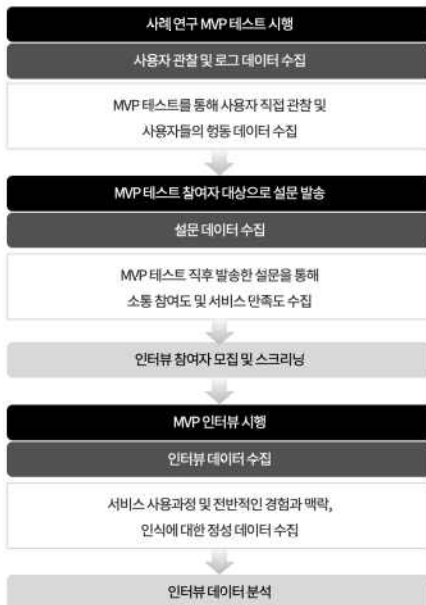 사례 연구 MVP 테스트 시행
사용자 관찰 및 로그 데이터 수집
MVP 테스트를 통해 사용자 직접 관찰 및
사용자들의 행동 데이터 수집
MVP 테스트 참여자 대상으로 설문 발송
설문 데이터 수집
MVP 테스트 직후 발송한 설문을 통해
소통 참여도 및 서비스 만족도 수집
인터뷰 참여자 모집 및 스크리닝
MVP 인터뷰 시행
인터뷰 데이터 수집
서비스 사용과정 및 전반적인 경험과 맥락,
인식에 대한 정성 데이터 수집
인터뷰 데이터 분석